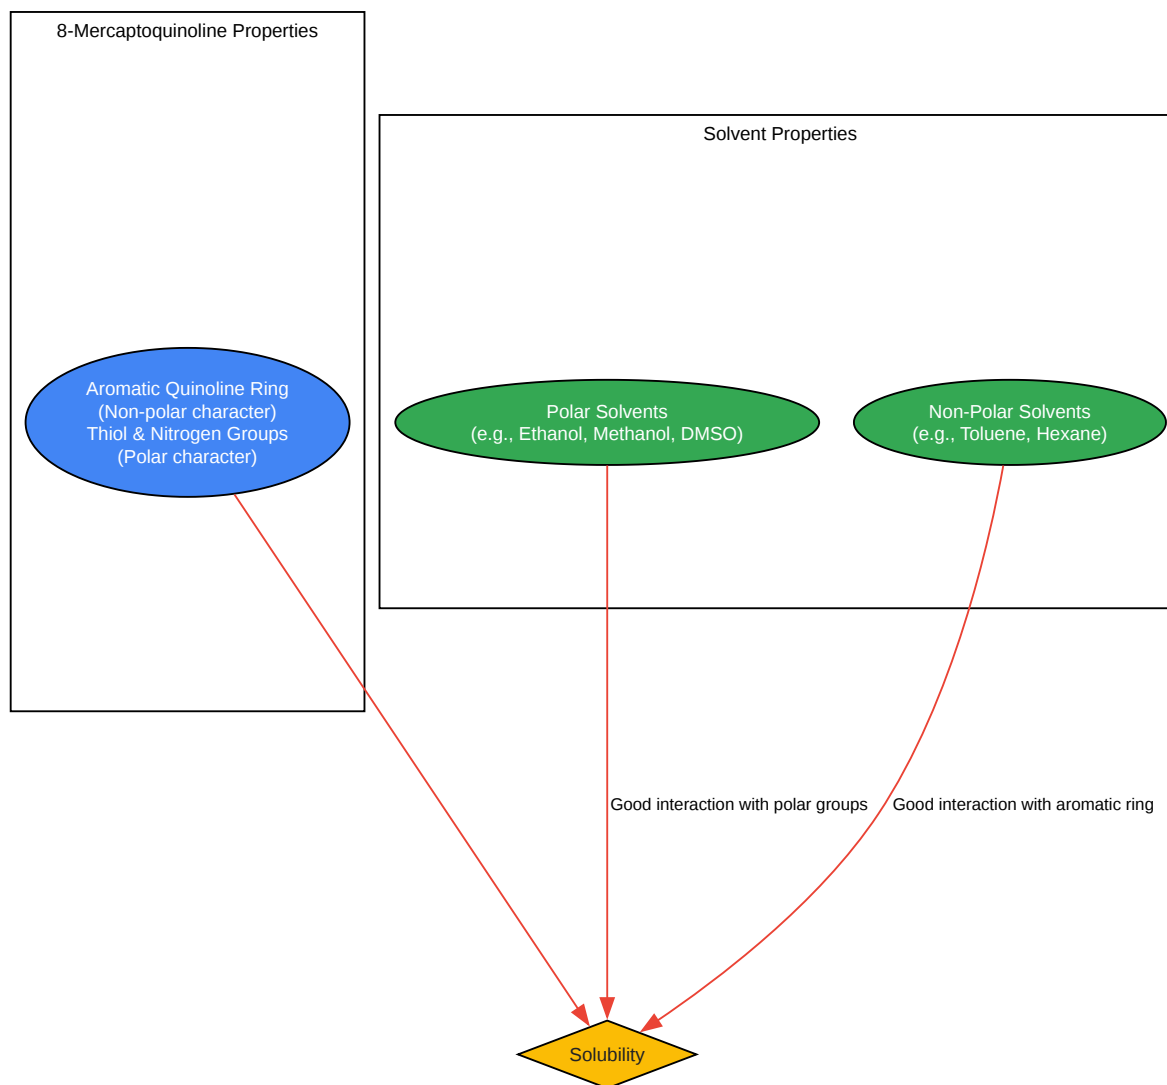 8-Mercaptoquinoline Properties
Solvent Properties
Aromatic Quinoline Ring
(Non-polar character)
Thiol & Nitrogen Groups
(Polar character)
Polar Solvents
(e.g., Ethanol, Methanol, DMSO)
Non-Polar Solvents
(e.g., Toluene, Hexane)
Good interaction with polar groups
Good interaction with aromatic ring
Solubility